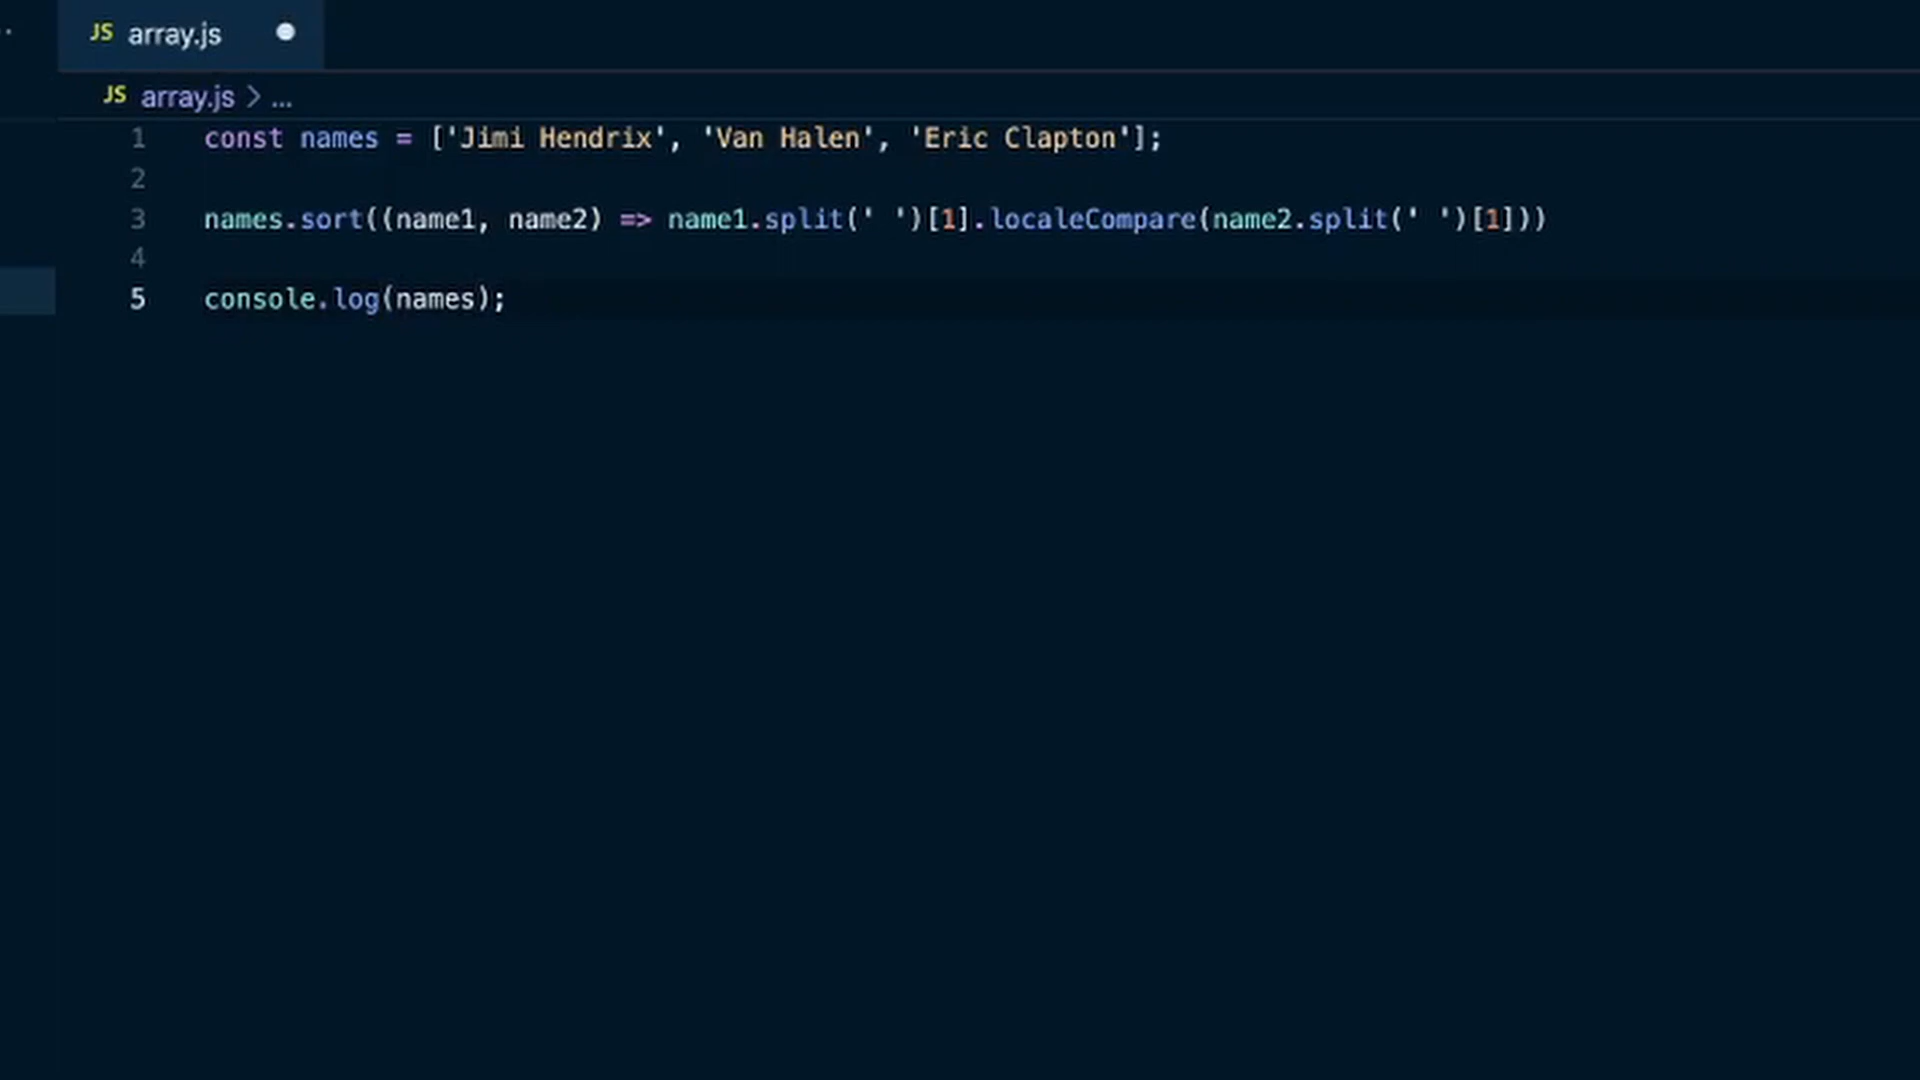 JS array.js
JS array.js > ...
1 const names = ['Jimi Hendrix', 'Van Halen', 'Eric Clapton'];
2
3 names.sort((name1, name2) => name1.split(' ')[1].localeCompare(name2.split(' ')[1]))
4
5 console.log(names);